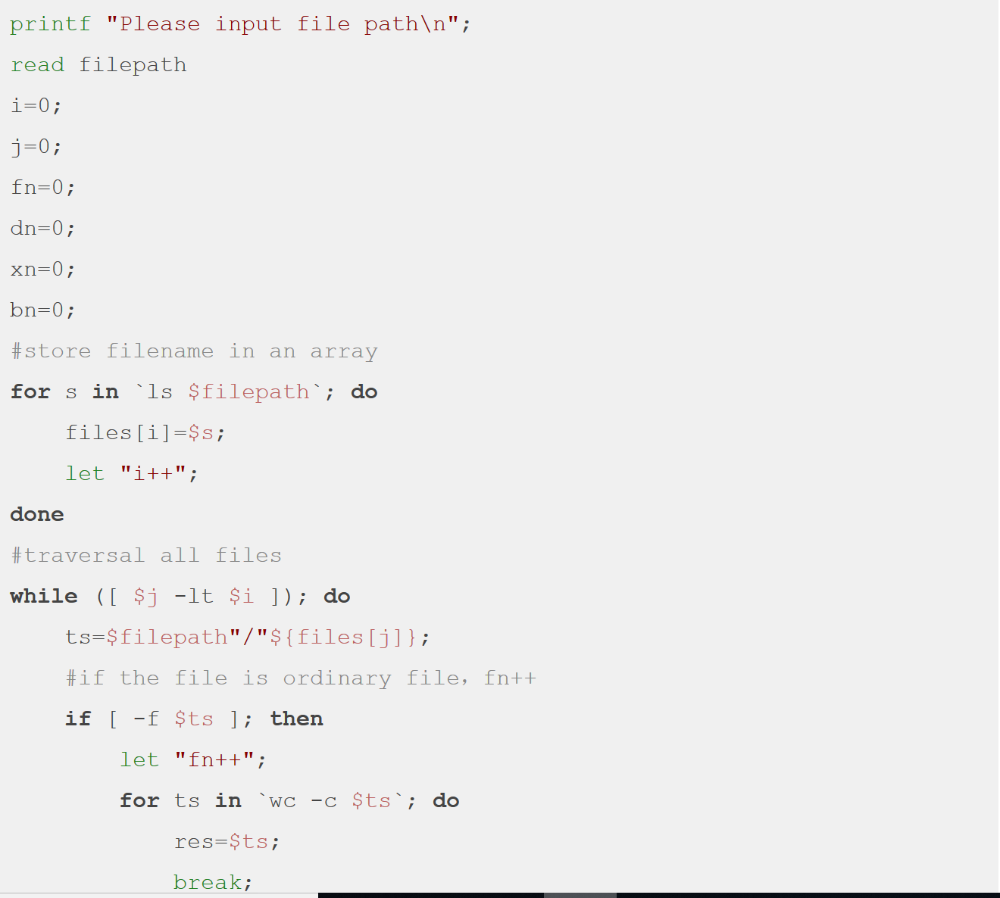 printf "Please input file path\n";
read filepath
i=0;
j=0;
fn=0;
dn=0;
xn=0;
bn=0;
#store filename in an array
for s in `ls $filepath`; do
    files[i]=$s;
    let "i++";
done
#traversal all files
while ([ $j -lt $i ]); do
    ts=$filepath"/"${files[j]};
    #if the file is ordinary file，fn++
    if [ -f $ts ]; then
        let "fn++";
        for ts in `wc -c $ts`; do
            res=$ts;
            break;